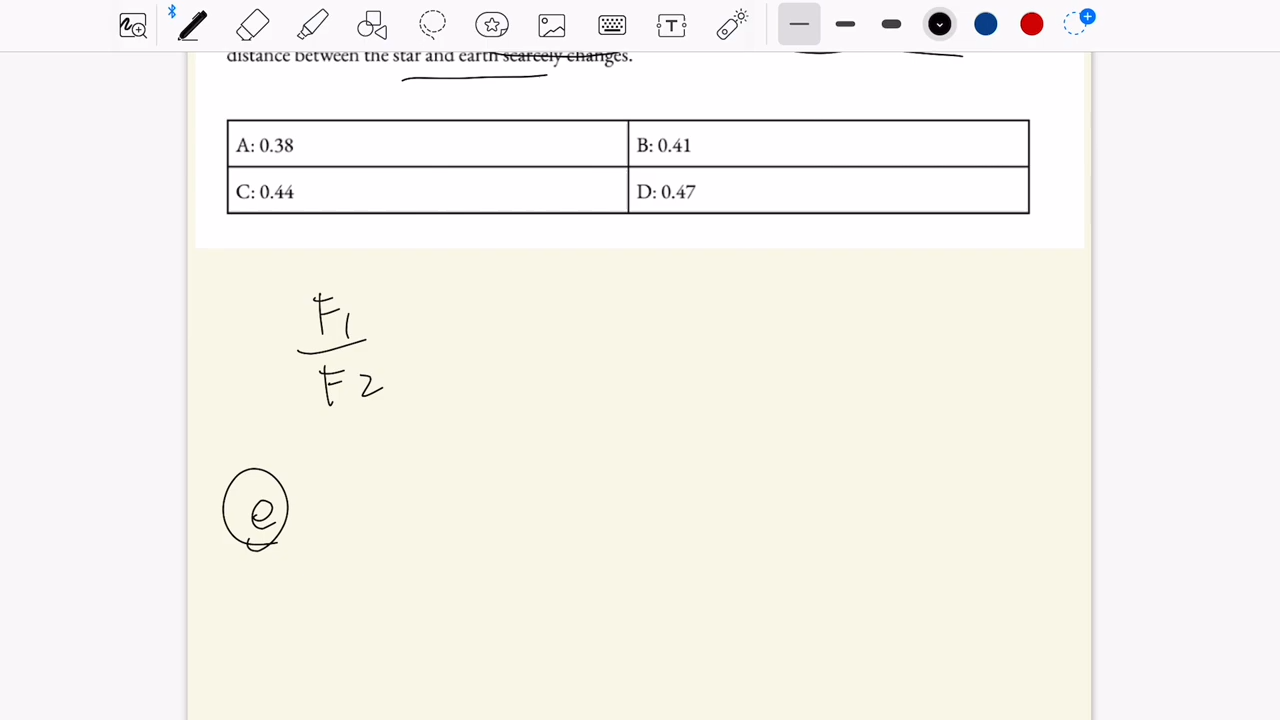 distance between the star and earth scarcely changes.
A: 0.38
B: 0.41
C: 0.44
D: 0.47
F1
F2
e